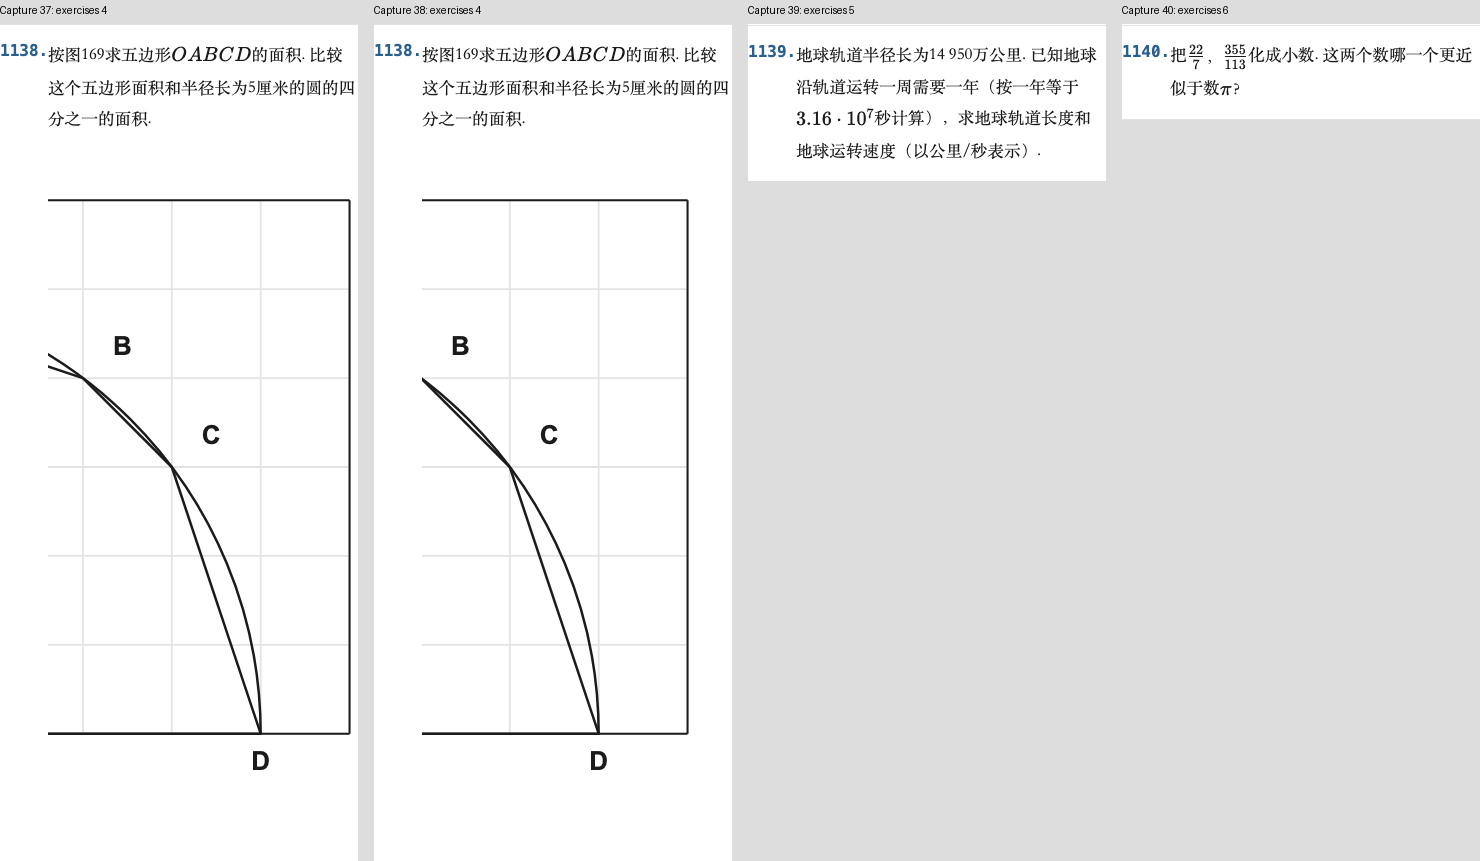 Capture 37: exercises 4
1138.按图169求五边形OABCD的面积. 比较
这个五边形面积和半径长为5厘米的圆的四
分之一的面积.
B
C
D
Capture 38: exercises 4
1138.按图169求五边形OABCD的面积. 比较
这个五边形面积和半径长为5厘米的圆的四
分之一的面积.
B
C
D
Capture 39: exercises 5
1139.地球轨道半径长为14 950万公里. 已知地球
沿轨道运转一周需要一年（按一年等于
3.16 · 10⁷秒计算）, 求地球轨道长度和
地球运转速度（以公里/秒表示）.
Capture 40: exercises 6
1140.把22/7, 355/113化成小数. 这两个数哪一个更近
似于数π?